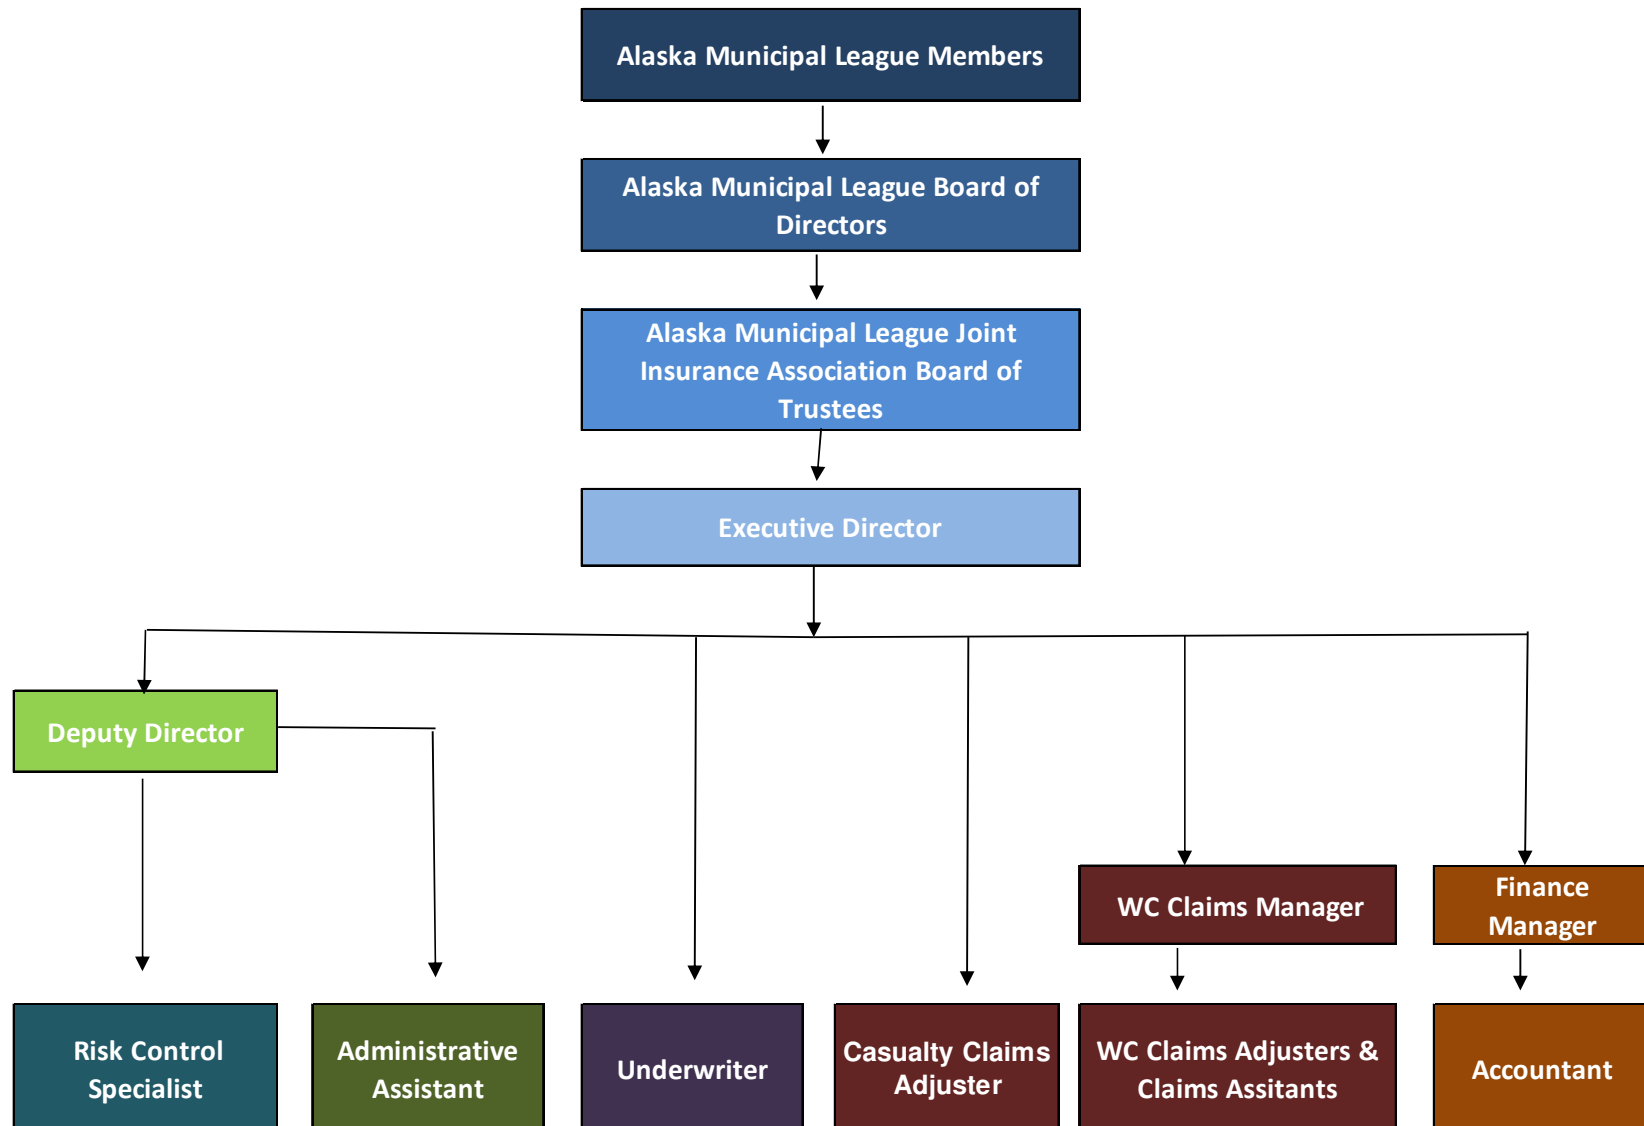 Alaska Municipal League Members
Alaska Municipal League Board of
Directors
Alaska Municipal League Joint
Insurance Association Board of
Trustees
Executive Director
Deputy Director
WC Claims Manager
Finance
Manager
Risk Control
Specialist
Administrative
Assistant
Underwriter
Casualty Claims
Adjuster
WC Claims Adjusters &
Claims Assitants
Accountant